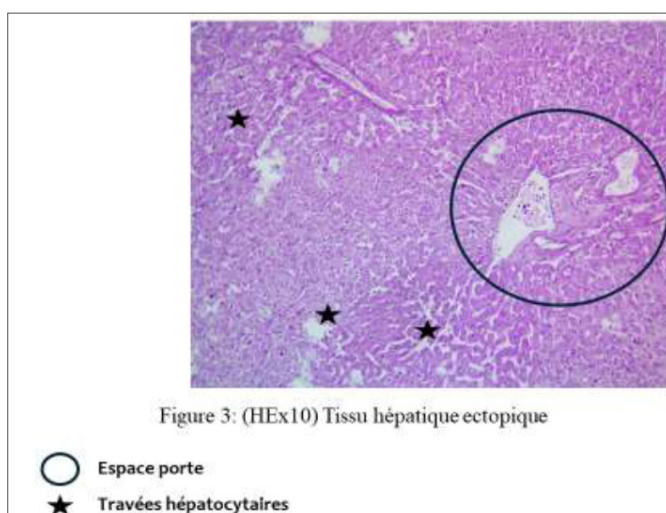 Figure 3: (HEx10) Tissu hépatique ectopique
Espace porte
Travées hépatocytaires